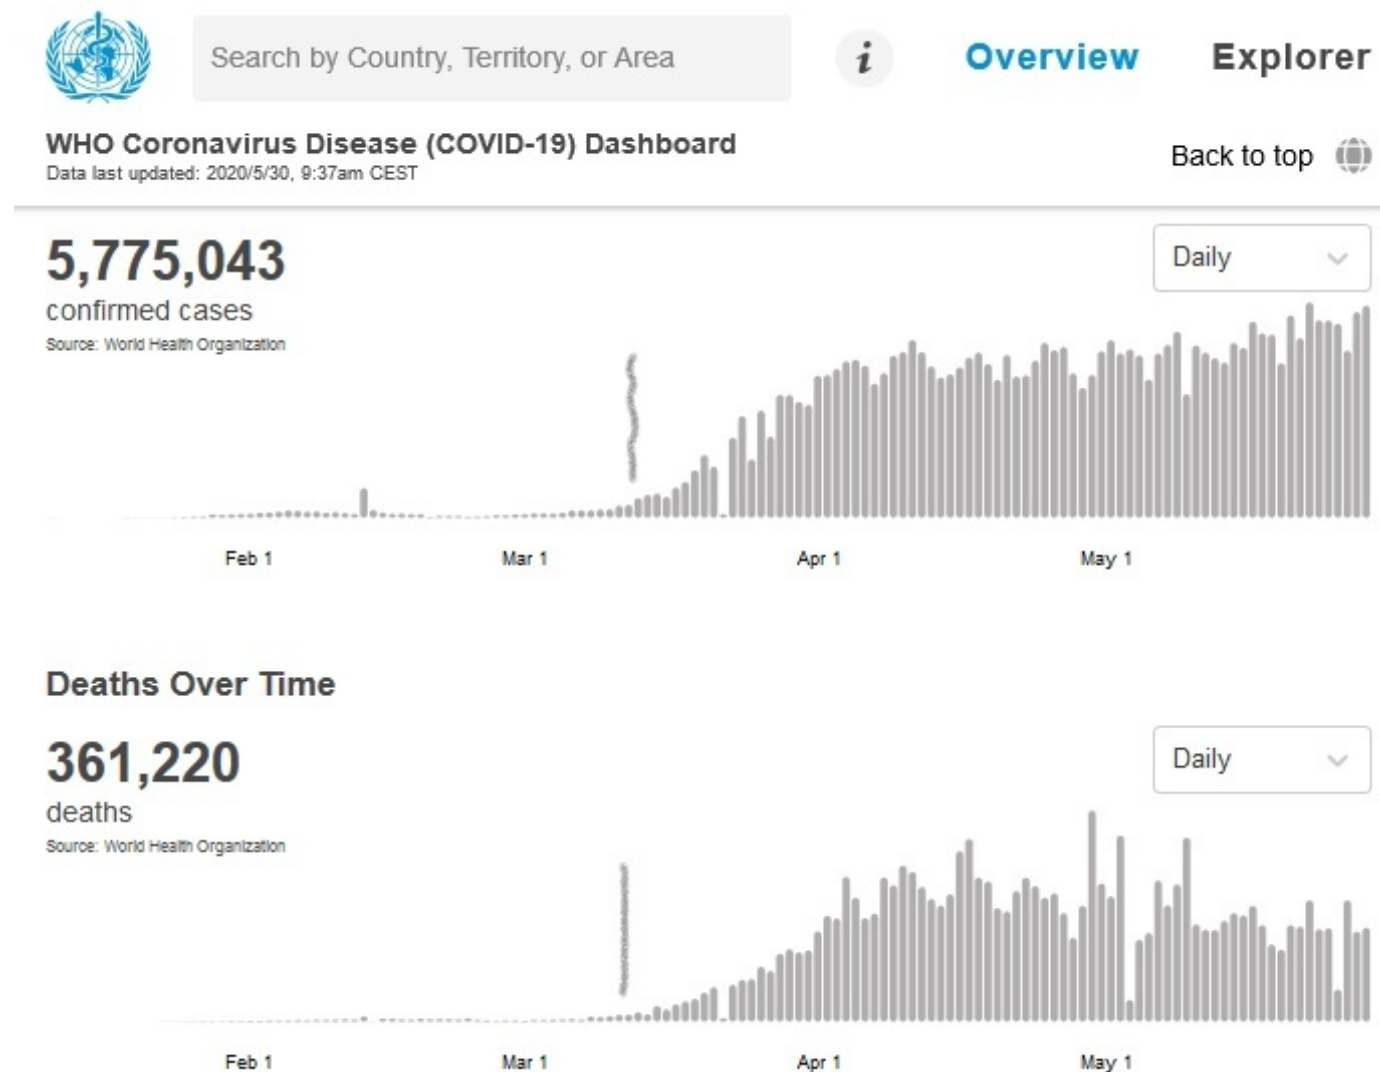 Search by Country, Territory, or Area
i
Overview
Explorer
WHO Coronavirus Disease (COVID-19) Dashboard
Data last updated: 2020/5/30, 9:37am CEST
Back to top
5,775,043
confirmed cases
Source: World Health Organization
Daily
Feb 1
Mar 1
Apr 1
May 1
Deaths Over Time
361,220
deaths
Source: World Health Organization
Daily
Feb 1
Mar 1
Apr 1
May 1